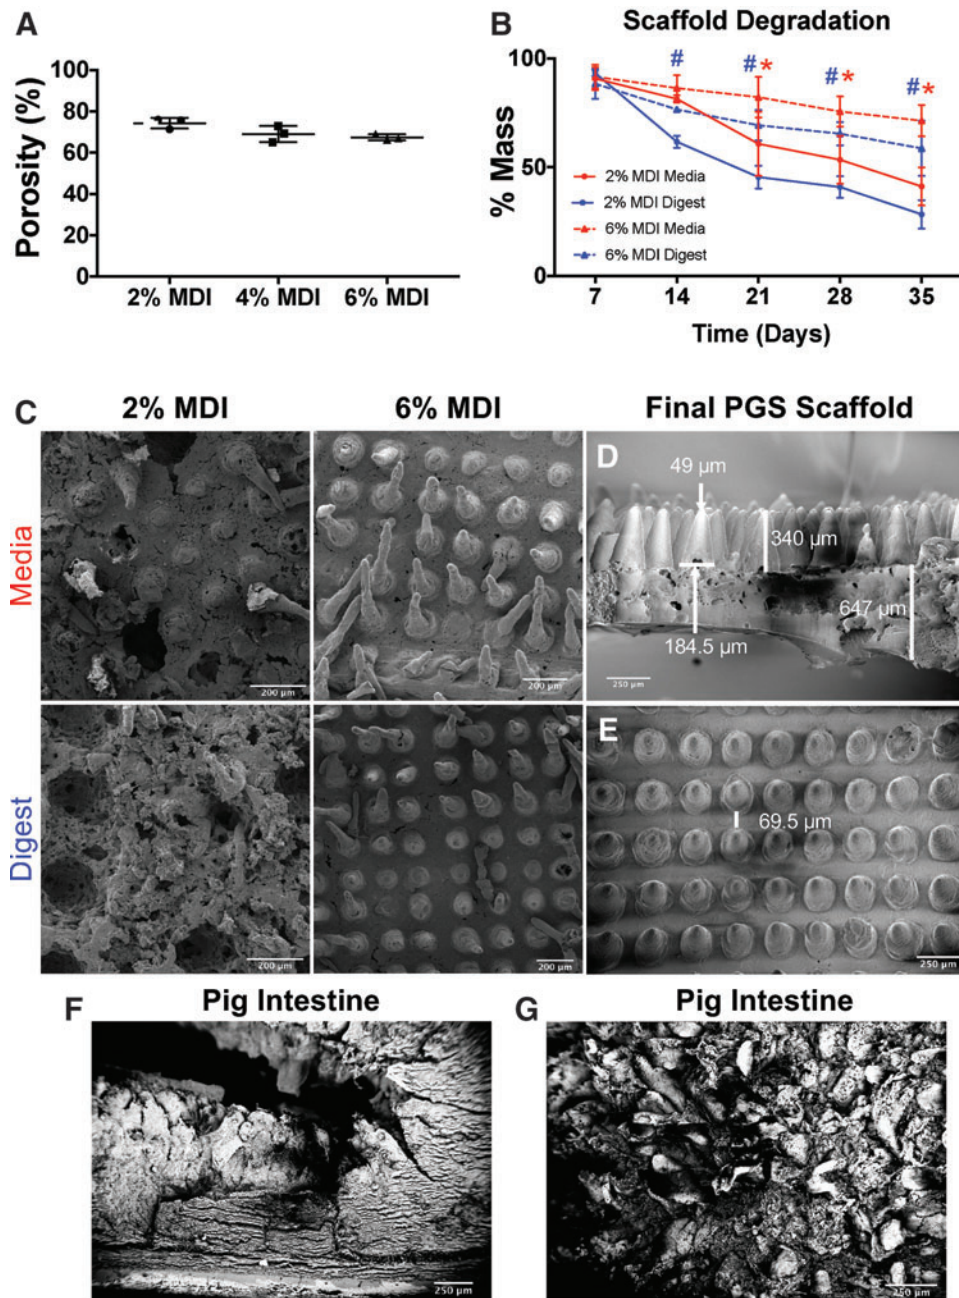 A
Porosity (%)
100
80
60
40
20
0
2% MDI
4% MDI
6% MDI
B
Scaffold Degradation
% Mass
100
50
0
#
# *
# *
# *
2% MDI Media
2% MDI Digest
6% MDI Media
6% MDI Digest
7
14
21
28
35
Time (Days)
C
2% MDI
6% MDI
Final PGS Scaffold
Media
Digest
200 µm
200 µm
200 µm
200 µm
D
49 µm
340 µm
647 µm
184.5 µm
250 µm
E
69.5 µm
250 µm
F
Pig Intestine
250 µm
G
Pig Intestine
250 µm